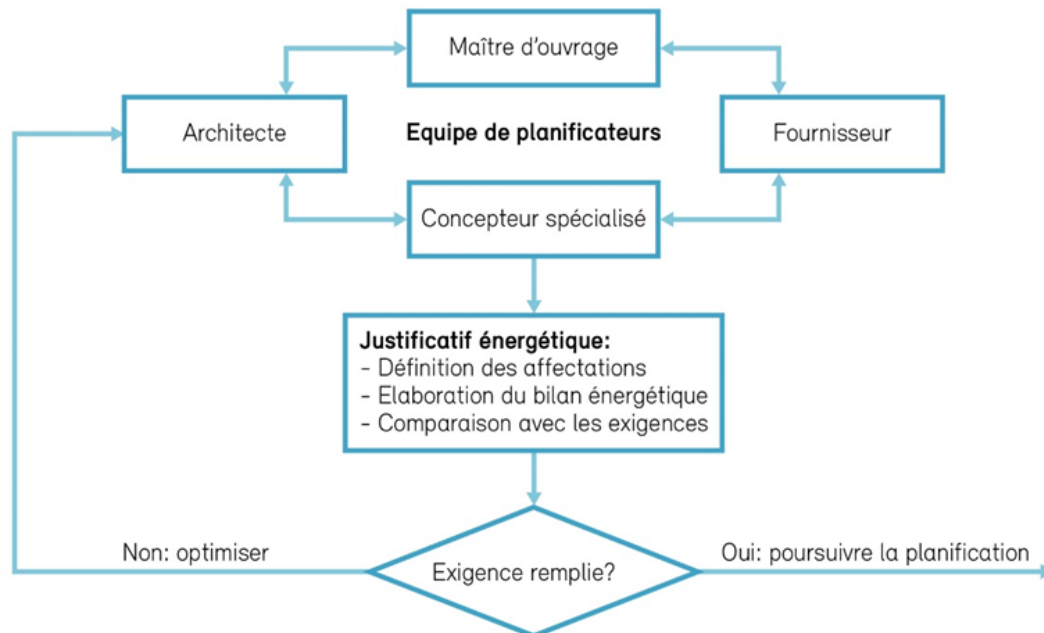 Maître d'ouvrage
Architecte
Equipe de planificateurs
Fournisseur
Concepteur spécialisé
Justificatif énergétique:
- Définition des affectations
- Elaboration du bilan énergétique
- Comparaison avec les exigences
Non: optimiser
Exigence remplie?
Oui: poursuivre la planification